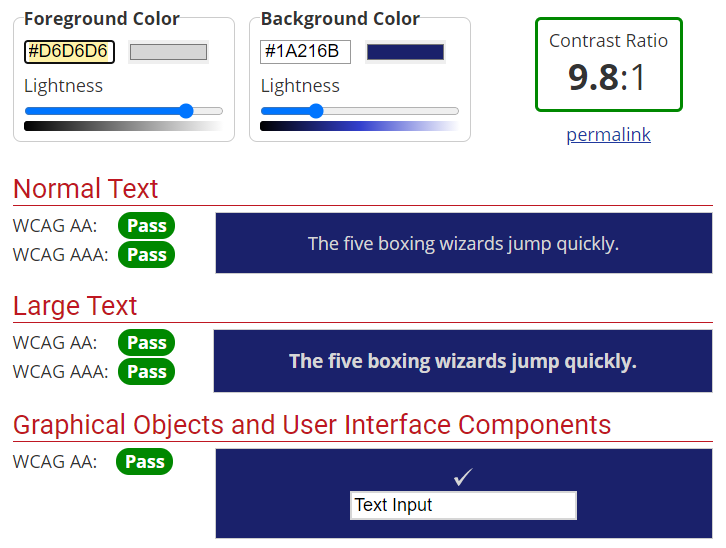 Foreground Color
#D6D6D6
Lightness
Background Color
#1A216B
Lightness
Contrast Ratio
9.8:1
permalink
Normal Text
WCAG AA: Pass
WCAG AAA: Pass
The five boxing wizards jump quickly.
Large Text
WCAG AA: Pass
WCAG AAA: Pass
The five boxing wizards jump quickly.
Graphical Objects and User Interface Components
WCAG AA: Pass
✓
Text Input